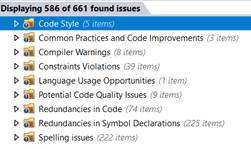 Displaying 586 of 661 found issues
Code Style (5 items)
Common Practices and Code Improvements (3 items)
Compiler Warnings (8 items)
Constraints Violations (39 items)
Language Usage Opportunities (1 item)
Potential Code Quality Issues (9 items)
Redundancies in Code (74 items)
Redundancies in Symbol Declarations (225 items)
Spelling issues (222 items)